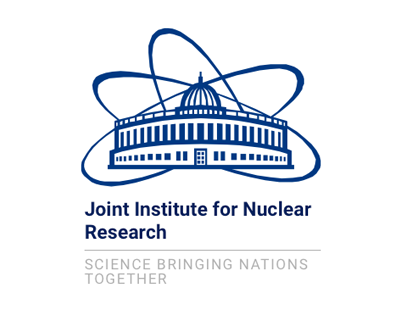 Joint Institute for Nuclear
Research
SCIENCE BRINGING NATIONS
TOGETHER